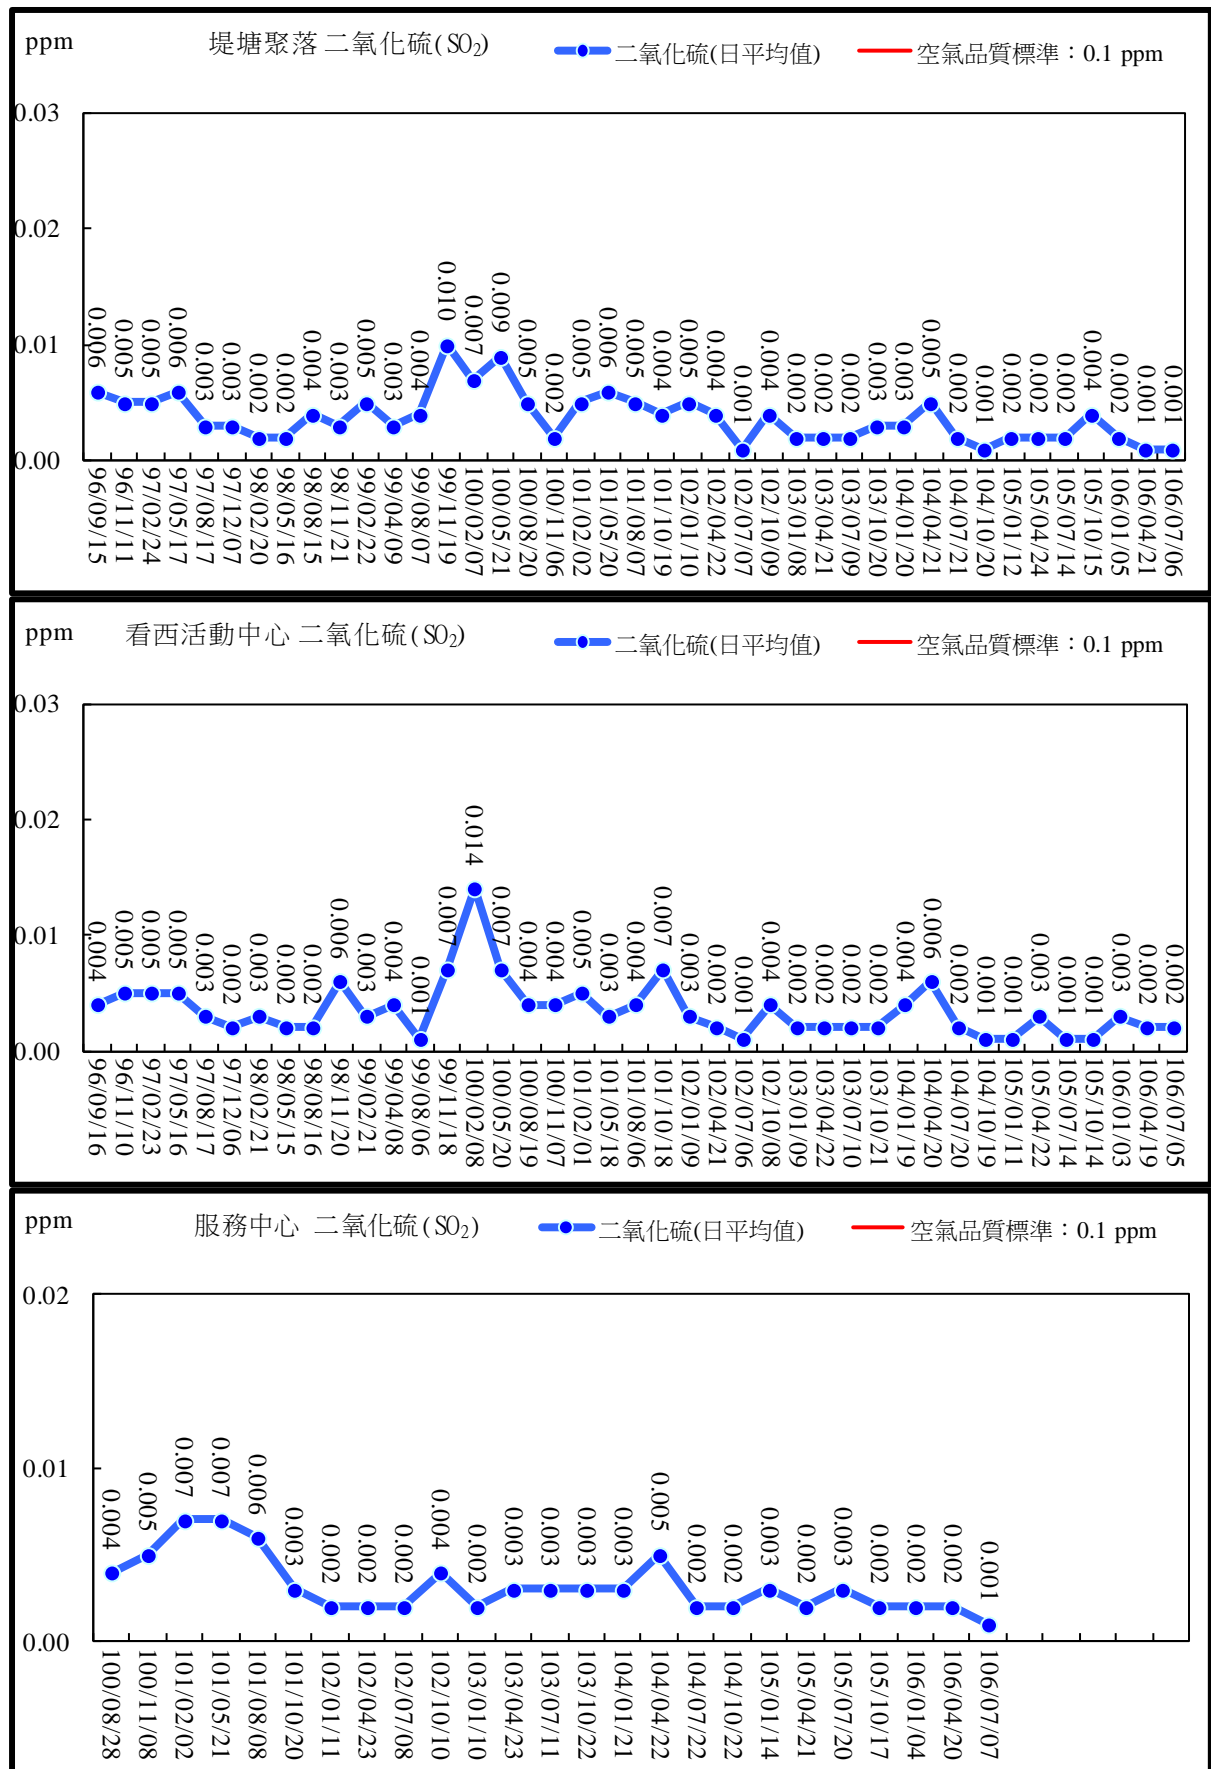 ppm 堤塘聚落 二氧化硫(SO2) 二氧化硫(日平均值) 空氣品質標準：0.1 ppm
0.03
0.02
0.01
0.00
0.006 0.005 0.005 0.006 0.003 0.003 0.002 0.002 0.004 0.003 0.005 0.003 0.004 0.010 0.007 0.009 0.005 0.002 0.005 0.006 0.005 0.004 0.005 0.004 0.001 0.004 0.002 0.002 0.002 0.003 0.003 0.005 0.002 0.001 0.002 0.002 0.002 0.004 0.002 0.001 0.001
96/09/15 96/11/11 97/02/24 97/05/17 97/08/17 97/12/07 98/02/20 98/05/16 98/08/15 98/11/21 99/02/22 99/04/09 99/08/07 99/11/19 100/02/07 100/05/21 100/08/20 100/11/06 101/02/02 101/05/20 101/08/07 101/10/19 102/01/10 102/04/22 102/07/07 102/10/09 103/01/08 103/04/21 103/07/09 103/10/20 104/01/20 104/04/21 104/07/21 104/10/20 105/01/12 105/04/24 105/07/14 105/10/15 106/01/05 106/04/21 106/07/06
ppm 看西活動中心 二氧化硫(SO2) 二氧化硫(日平均值) 空氣品質標準：0.1 ppm
0.03
0.02
0.01
0.00
0.004 0.005 0.005 0.005 0.003 0.002 0.003 0.002 0.002 0.006 0.003 0.004 0.001 0.007 0.014 0.007 0.004 0.004 0.005 0.003 0.004 0.007 0.003 0.002 0.001 0.004 0.002 0.002 0.002 0.002 0.004 0.006 0.002 0.001 0.001 0.003 0.001 0.001 0.003 0.002 0.002
96/09/16 96/11/10 97/02/23 97/05/16 97/08/17 97/12/06 98/02/21 98/05/15 98/08/16 98/11/20 99/02/21 99/04/08 99/08/06 99/11/18 100/02/08 100/05/20 100/08/19 100/11/07 101/02/01 101/05/18 101/08/06 101/10/18 102/01/09 102/04/21 102/07/06 102/10/08 103/01/09 103/04/22 103/07/10 103/10/21 104/01/19 104/04/20 104/07/20 104/10/19 105/01/11 105/04/22 105/07/14 105/10/14 106/01/03 106/04/19 106/07/05
ppm 服務中心 二氧化硫(SO2) 二氧化硫(日平均值) 空氣品質標準：0.1 ppm
0.02
0.01
0.00
0.004 0.005 0.007 0.007 0.006 0.003 0.002 0.002 0.002 0.004 0.002 0.003 0.003 0.003 0.003 0.005 0.002 0.002 0.003 0.002 0.003 0.002 0.002 0.002 0.001
100/08/28 100/11/08 101/02/02 101/05/21 101/08/08 101/10/20 102/01/11 102/04/23 102/07/08 102/10/10 103/01/10 103/04/23 103/07/11 103/10/22 104/01/21 104/04/22 104/07/22 104/10/22 105/01/14 105/04/21 105/07/20 105/10/17 106/01/04 106/04/20 106/07/07